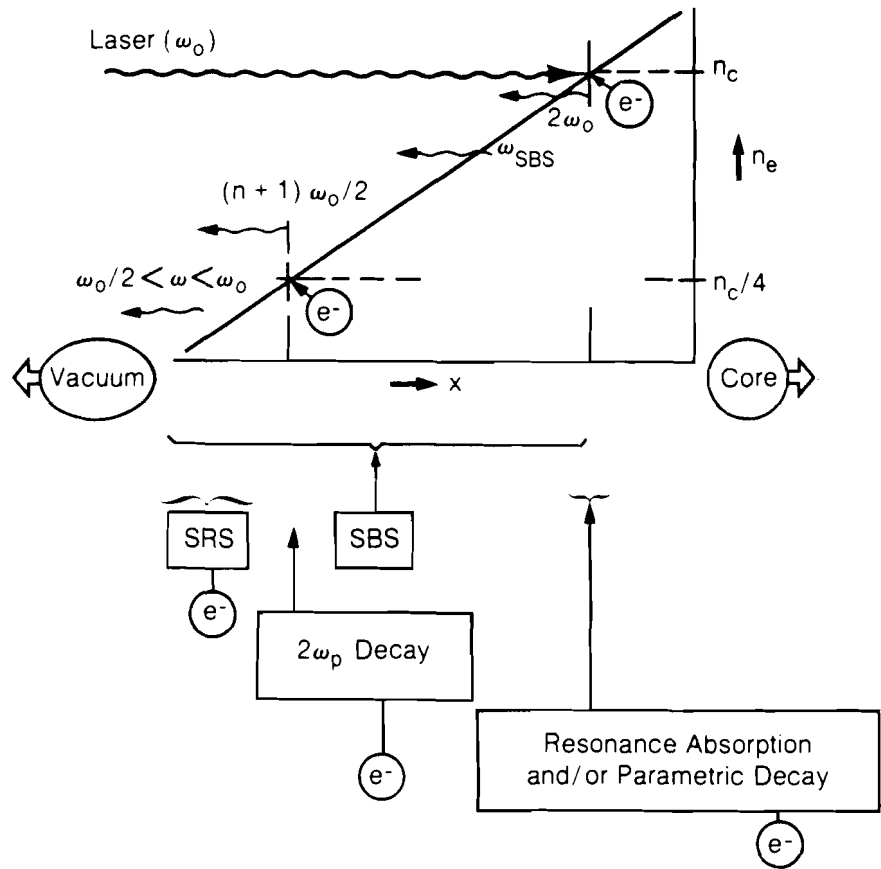 Laser (ω₀)
n_c
e⁻
2ω₀
ω_SBS
n_e
(n + 1) ω₀/2
ω₀/2 < ω < ω₀
e⁻
n_c/4
Vacuum
x
Core
SRS
SBS
e⁻
2ω_p Decay
e⁻
Resonance Absorption
and/or Parametric Decay
e⁻